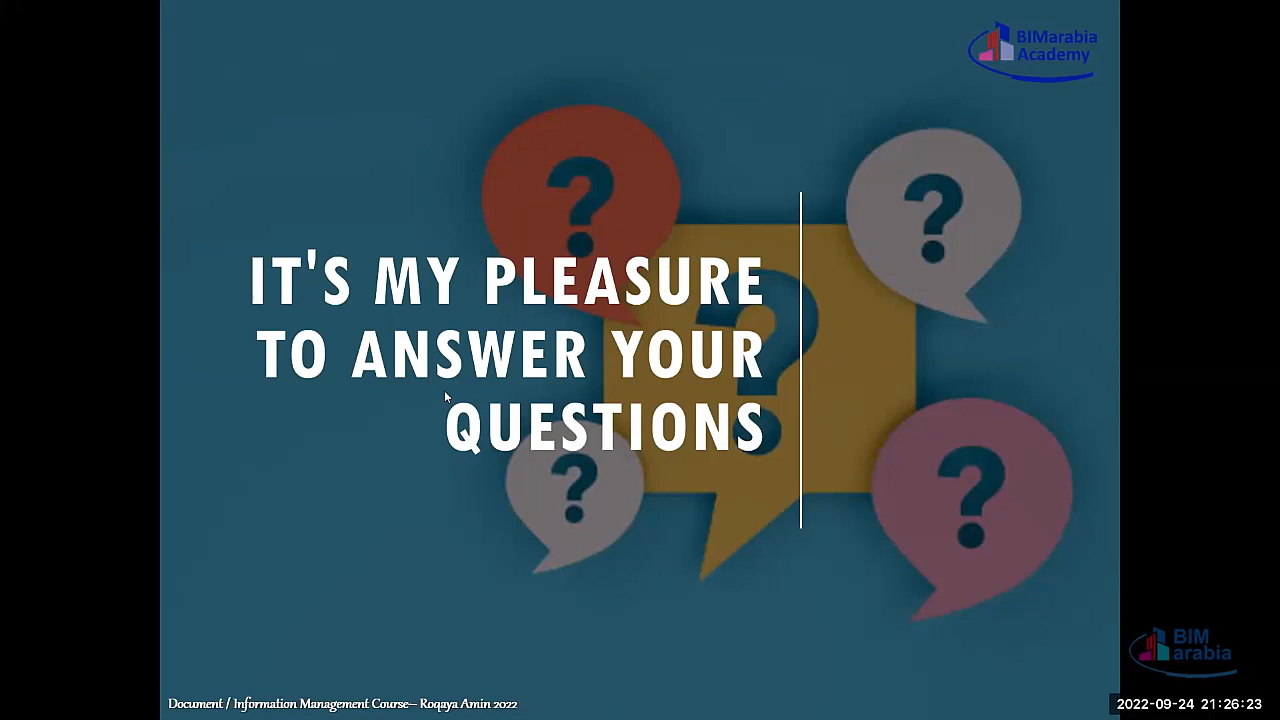 BIMarabia
Academy
IT'S MY PLEASURE
TO ANSWER YOUR
QUESTIONS
?
?
?
?
?
BIM
arabia
Document / Information Management Course– Roqaya Amin 2022
2022-09-24 21:26:23